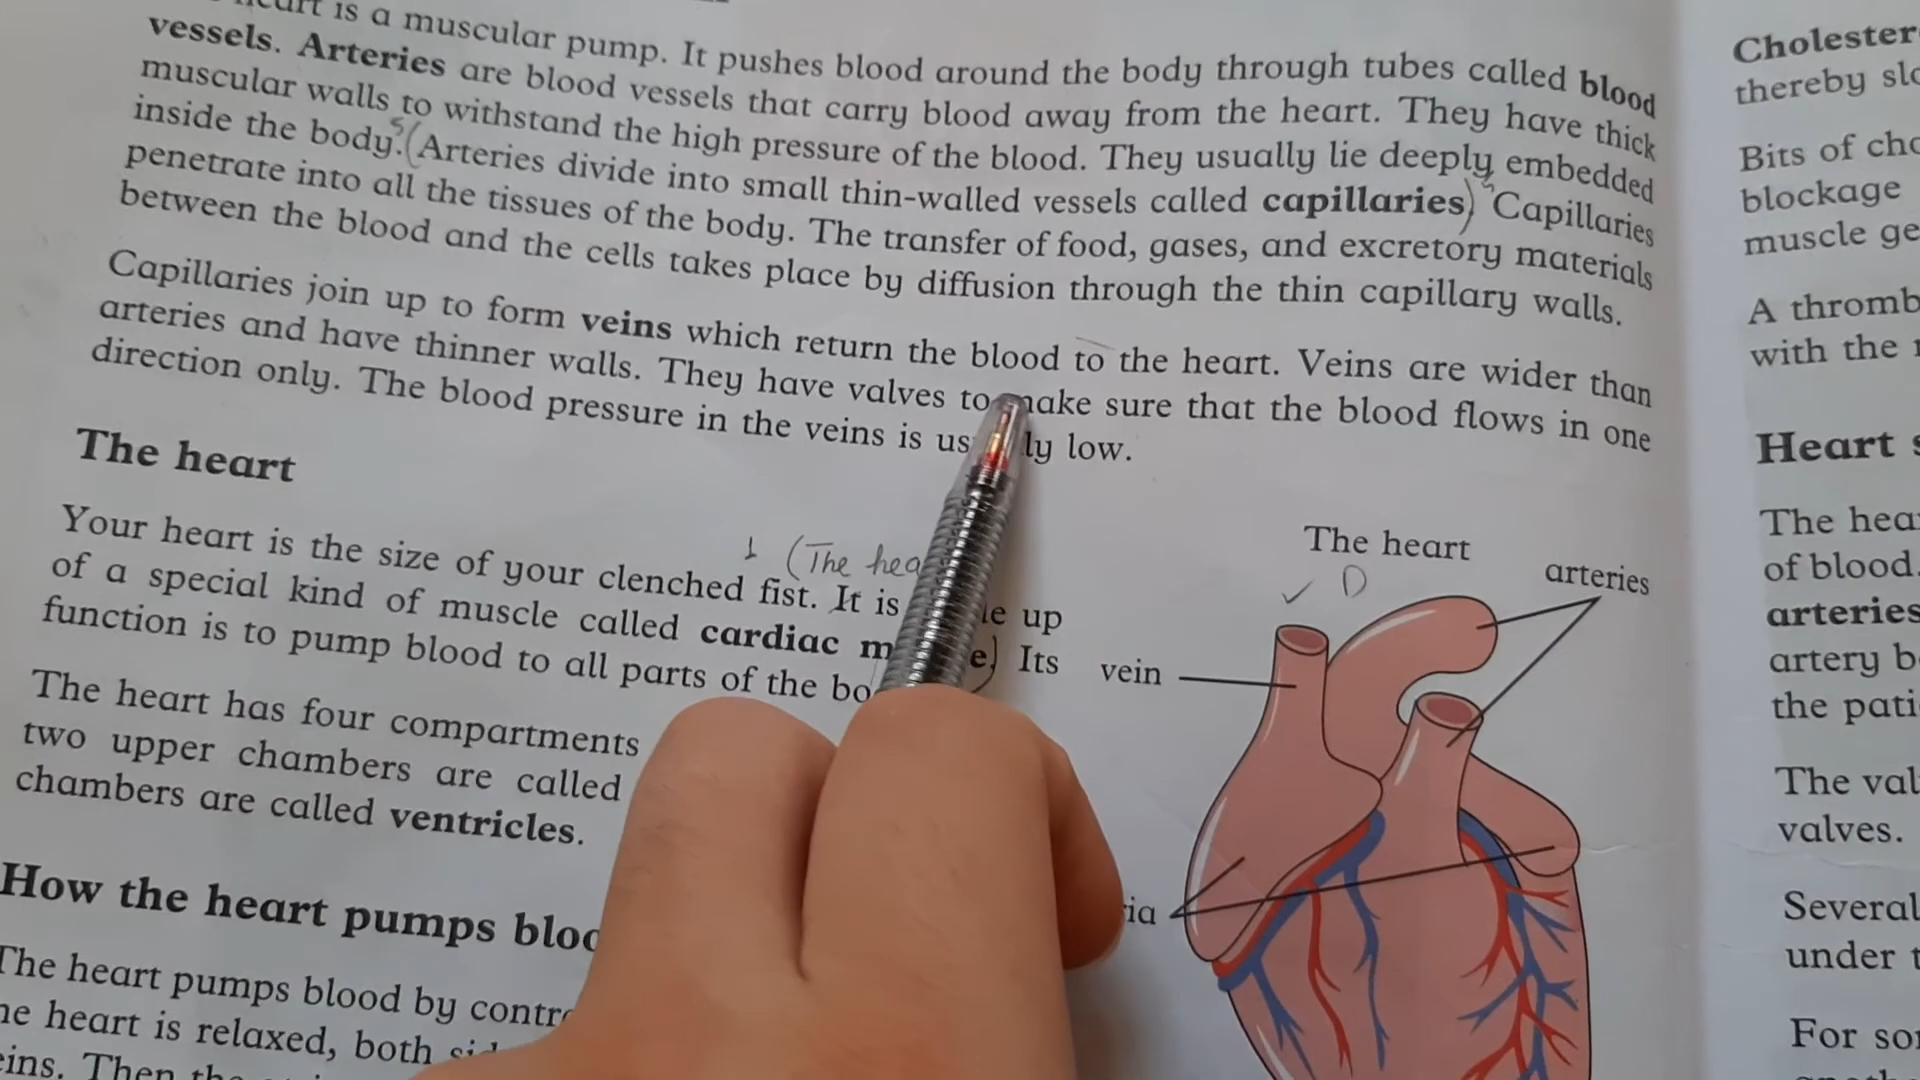 is a muscular pump. It pushes blood around the body through tubes called blood
vessels. Arteries are blood vessels that carry blood away from the heart. They have thick
muscular walls to withstand the high pressure of the blood. They usually lie deeply embedded
inside the body. 5 (Arteries divide into small thin-walled vessels called capillaries) Capillaries
penetrate into all the tissues of the body. The transfer of food, gases, and excretory materials
between the blood and the cells takes place by diffusion through the thin capillary walls.
Capillaries join up to form veins which return the blood to the heart. Veins are wider than
arteries and have thinner walls. They have valves to make sure that the blood flows in one
direction only. The blood pressure in the veins is us ly low.
The heart
1 (The hea
Your heart is the size of your clenched fist. It is up
of a special kind of muscle called cardiac m e) Its
function is to pump blood to all parts of the bo
The heart has four compartments
two upper chambers are called
chambers are called ventricles.
How the heart pumps bloo
The heart pumps blood by contr
he heart is relaxed, both
eins. Then
The heart
D
arteries
vein
ria
Cholester
thereby slo
Bits of cho
blockage
muscle ge
A thromb
with the
Heart s
The hea
of blood.
arteries
artery b
the pati
The val
valves.
Several
under t
For so